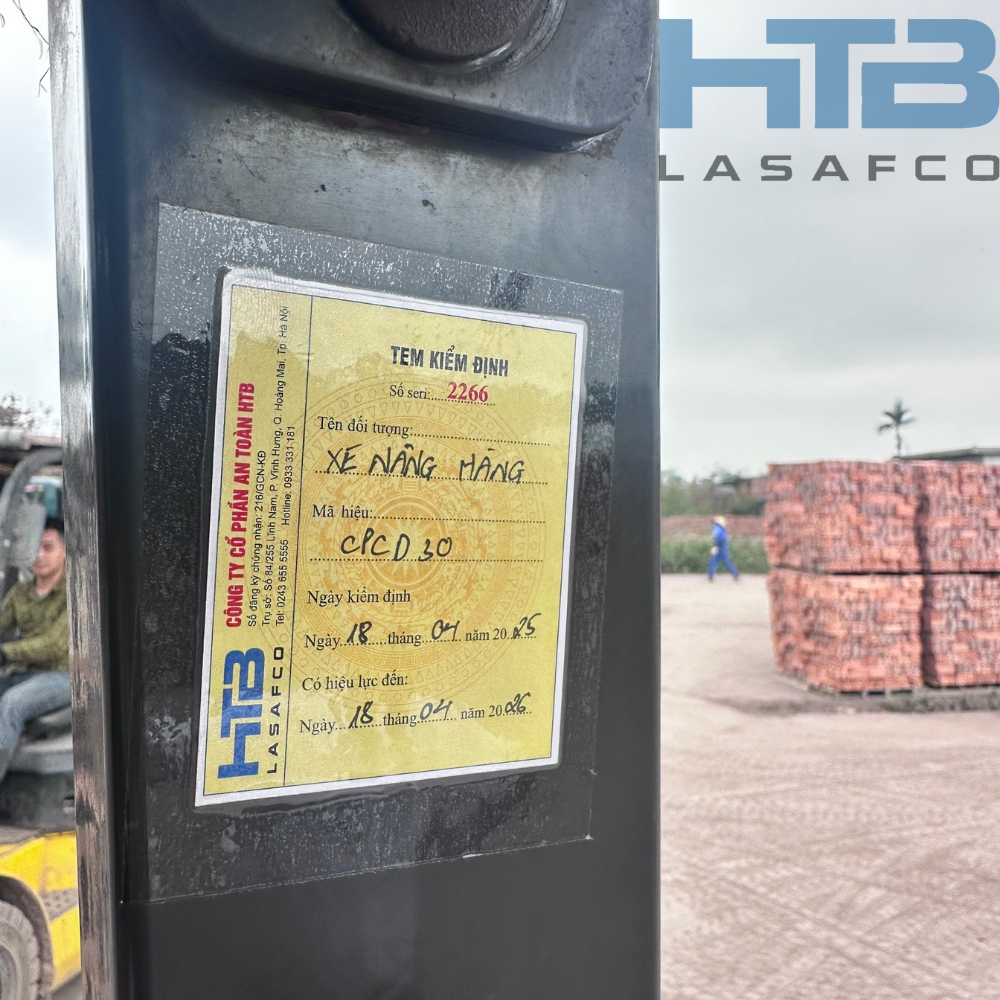 HTB
LASAFCO
TEM KIỂM ĐỊNH
Số seri:.....2266
Tên đối tượng:
XE NÂNG HÀNG
Mã hiệu:
CPCD 30
Ngày kiểm định
Ngày 18 tháng 04 năm 2025
Có hiệu lực đến:
Ngày 18 tháng 04 năm 2026
CÔNG TY CỔ PHẦN AN TOÀN HTB
Số đăng ký chứng nhận: 216/GCN-KĐ
Trụ sở: Số 84/255 Lĩnh Nam, P. Vĩnh Hưng, Q. Hoàng Mai, Tp. Hà Nội
Tel: 0243 655 5555 Hotline: 0933 331 181
HTB
LASAFCO